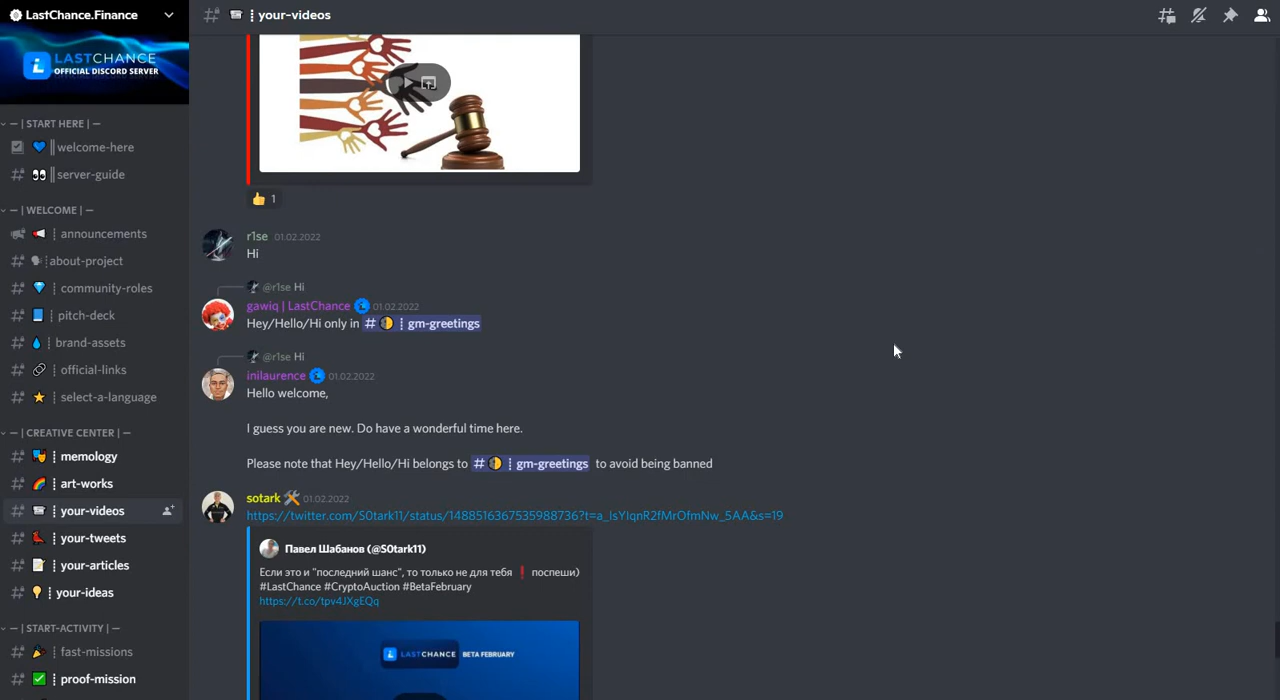 LastChance.Finance
LASTCHANCE
OFFICIAL DISCORD SERVER
— | START HERE | —
welcome-here
server-guide
— | WELCOME | —
announcements
about-project
community-roles
pitch-deck
brand-assets
official-links
select-a-language
— | CREATIVE CENTER | —
memology
art-works
your-videos
your-tweets
your-articles
your-ideas
— | START-ACTIVITY | —
fast-missions
proof-mission
your-videos
1
r1se 01.02.2022
Hi
@r1se Hi
gawiq | LastChance 01.02.2022
Hey/Hello/Hi only in # gm-greetings
@r1se Hi
inilaurence 01.02.2022
Hello welcome,
I guess you are new. Do have a wonderful time here.
Please note that Hey/Hello/Hi belongs to # gm-greetings to avoid being banned
sotark 01.02.2022
https://twitter.com/S0tark11/status/1488516367535988736?t=a_IsYIqnR2fMrOfmNw_5AA&s=19
Павел Шабанов (@S0tark11)
Если это и "последний шанс", то только не для тебя ❗ поспеши)
#LastChance #CryptoAuction #BetaFebruary
https://t.co/tpv4JXgEQq
LASTCHANCE BETA FEBRUARY